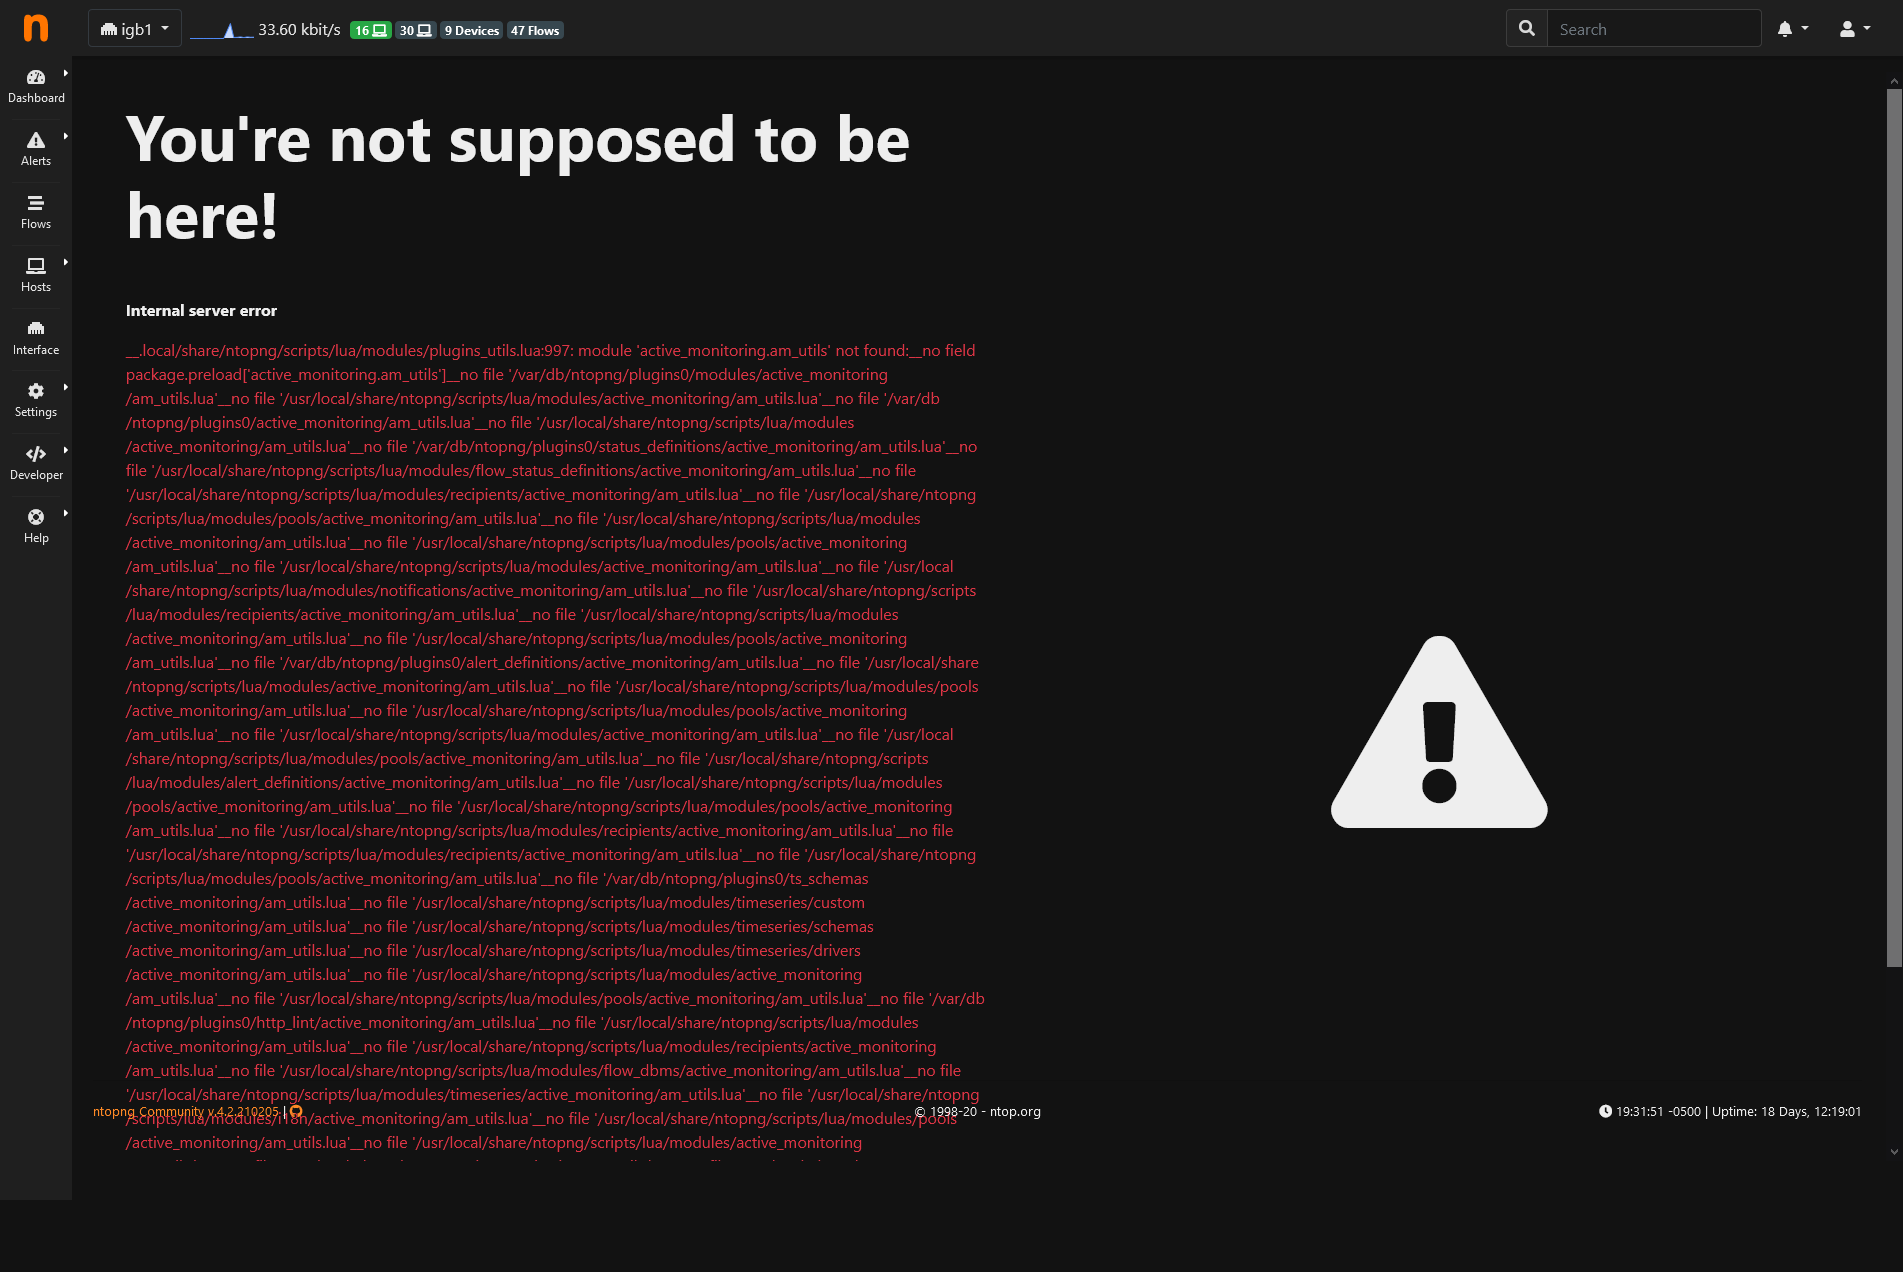 n igb1 33.60 kbit/s 16 30 9 Devices 47 Flows Search
Dashboard
Alerts
Flows
Hosts
Interface
Settings
Developer
Help
You're not supposed to be
here!
Internal server error
__.local/share/ntopng/scripts/lua/modules/plugins_utils.lua:997: module 'active_monitoring.am_utils' not found:__no field
package.preload['active_monitoring.am_utils']__no file '/var/db/ntopng/plugins0/modules/active_monitoring
/am_utils.lua'__no file '/usr/local/share/ntopng/scripts/lua/modules/active_monitoring/am_utils.lua'__no file '/var/db
/ntopng/plugins0/active_monitoring/am_utils.lua'__no file '/usr/local/share/ntopng/scripts/lua/modules
/active_monitoring/am_utils.lua'__no file '/var/db/ntopng/plugins0/status_definitions/active_monitoring/am_utils.lua'__no
file '/usr/local/share/ntopng/scripts/lua/modules/flow_status_definitions/active_monitoring/am_utils.lua'__no file
'/usr/local/share/ntopng/scripts/lua/modules/recipients/active_monitoring/am_utils.lua'__no file '/usr/local/share/ntopng
/scripts/lua/modules/pools/active_monitoring/am_utils.lua'__no file '/usr/local/share/ntopng/scripts/lua/modules
/active_monitoring/am_utils.lua'__no file '/usr/local/share/ntopng/scripts/lua/modules/pools/active_monitoring
/am_utils.lua'__no file '/usr/local/share/ntopng/scripts/lua/modules/active_monitoring/am_utils.lua'__no file '/usr/local
/share/ntopng/scripts/lua/modules/notifications/active_monitoring/am_utils.lua'__no file '/usr/local/share/ntopng/scripts
/lua/modules/recipients/active_monitoring/am_utils.lua'__no file '/usr/local/share/ntopng/scripts/lua/modules
/active_monitoring/am_utils.lua'__no file '/usr/local/share/ntopng/scripts/lua/modules/pools/active_monitoring
/am_utils.lua'__no file '/var/db/ntopng/plugins0/alert_definitions/active_monitoring/am_utils.lua'__no file '/usr/local/share
/ntopng/scripts/lua/modules/active_monitoring/am_utils.lua'__no file '/usr/local/share/ntopng/scripts/lua/modules/pools
/active_monitoring/am_utils.lua'__no file '/usr/local/share/ntopng/scripts/lua/modules/pools/active_monitoring
/am_utils.lua'__no file '/usr/local/share/ntopng/scripts/lua/modules/active_monitoring/am_utils.lua'__no file '/usr/local
/share/ntopng/scripts/lua/modules/pools/active_monitoring/am_utils.lua'__no file '/usr/local/share/ntopng/scripts
/lua/modules/alert_definitions/active_monitoring/am_utils.lua'__no file '/usr/local/share/ntopng/scripts/lua/modules
/pools/active_monitoring/am_utils.lua'__no file '/usr/local/share/ntopng/scripts/lua/modules/pools/active_monitoring
/am_utils.lua'__no file '/usr/local/share/ntopng/scripts/lua/modules/recipients/active_monitoring/am_utils.lua'__no file
'/usr/local/share/ntopng/scripts/lua/modules/recipients/active_monitoring/am_utils.lua'__no file '/usr/local/share/ntopng
/scripts/lua/modules/pools/active_monitoring/am_utils.lua'__no file '/var/db/ntopng/plugins0/ts_schemas
/active_monitoring/am_utils.lua'__no file '/usr/local/share/ntopng/scripts/lua/modules/timeseries/custom
/active_monitoring/am_utils.lua'__no file '/usr/local/share/ntopng/scripts/lua/modules/timeseries/schemas
/active_monitoring/am_utils.lua'__no file '/usr/local/share/ntopng/scripts/lua/modules/timeseries/drivers
/active_monitoring/am_utils.lua'__no file '/usr/local/share/ntopng/scripts/lua/modules/active_monitoring
/am_utils.lua'__no file '/usr/local/share/ntopng/scripts/lua/modules/pools/active_monitoring/am_utils.lua'__no file '/var/db
/ntopng/plugins0/http_lint/active_monitoring/am_utils.lua'__no file '/usr/local/share/ntopng/scripts/lua/modules
/active_monitoring/am_utils.lua'__no file '/usr/local/share/ntopng/scripts/lua/modules/recipients/active_monitoring
/am_utils.lua'__no file '/usr/local/share/ntopng/scripts/lua/modules/flow_dbms/active_monitoring/am_utils.lua'__no file
'/usr/local/share/ntopng/scripts/lua/modules/timeseries/active_monitoring/am_utils.lua'__no file '/usr/local/share/ntopng
/scripts/lua/modules/i18n/active_monitoring/am_utils.lua'__no file '/usr/local/share/ntopng/scripts/lua/modules/pools
/active_monitoring/am_utils.lua'__no file '/usr/local/share/ntopng/scripts/lua/modules/active_monitoring
ntopng Community v.4.2.210205 | © 1998-20 - ntop.org 19:31:51 -0500 | Uptime: 18 Days, 12:19:01